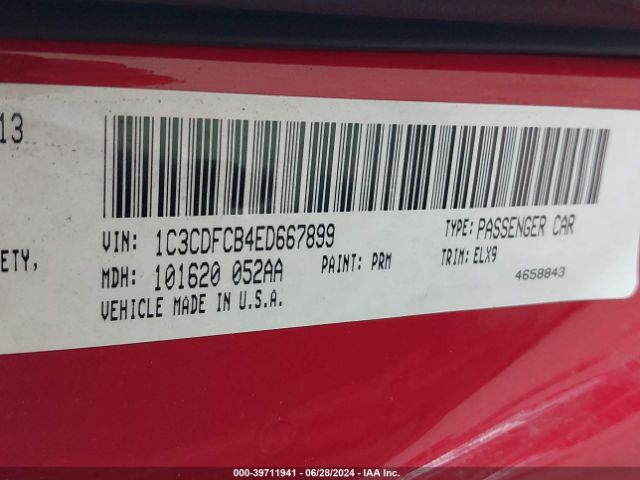 13
VIN: 1C3CDFCB4ED667899
TYPE: PASSENGER CAR
ETY,
MDH: 101620 052AA
PAINT: PRM
TRIM: ELX9
VEHICLE MADE IN U.S.A.
4658843
000-39711941 - 06/28/2024 - IAA Inc.